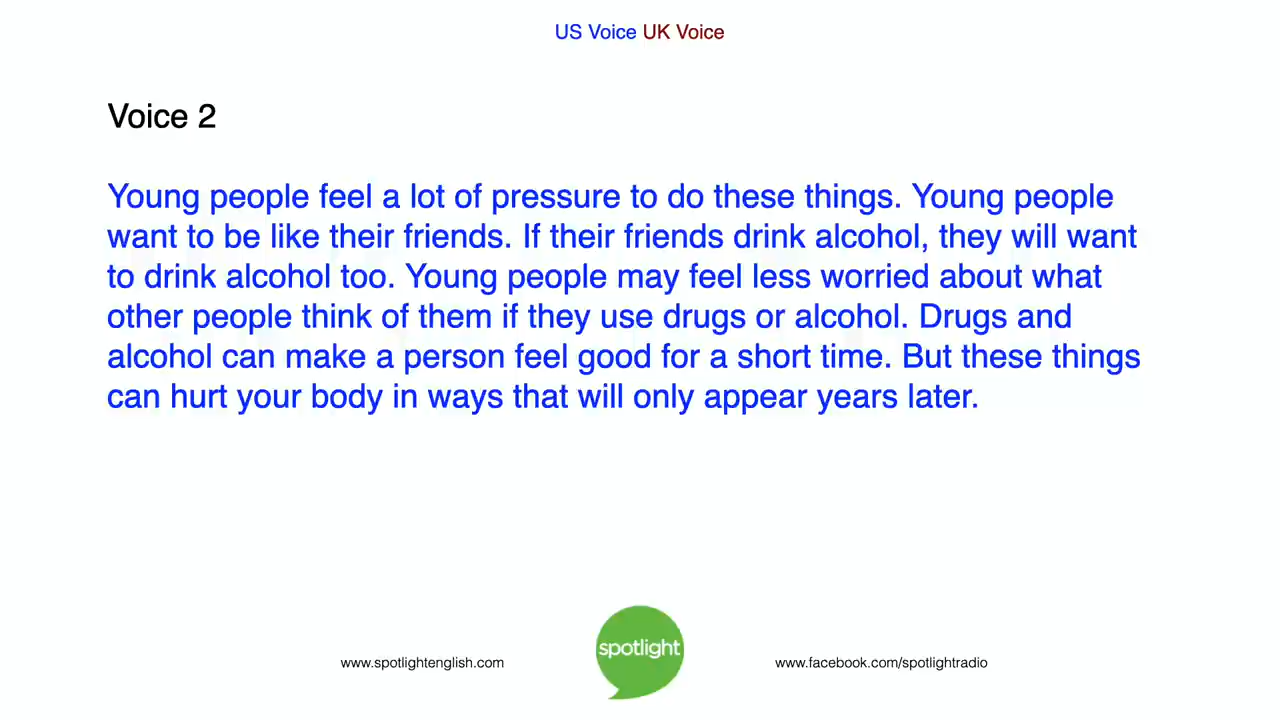 US Voice UK Voice
Voice 2
Young people feel a lot of pressure to do these things. Young people
want to be like their friends. If their friends drink alcohol, they will want
to drink alcohol too. Young people may feel less worried about what
other people think of them if they use drugs or alcohol. Drugs and
alcohol can make a person feel good for a short time. But these things
can hurt your body in ways that will only appear years later.
www.spotlightenglish.com
spotlight
www.facebook.com/spotlightradio